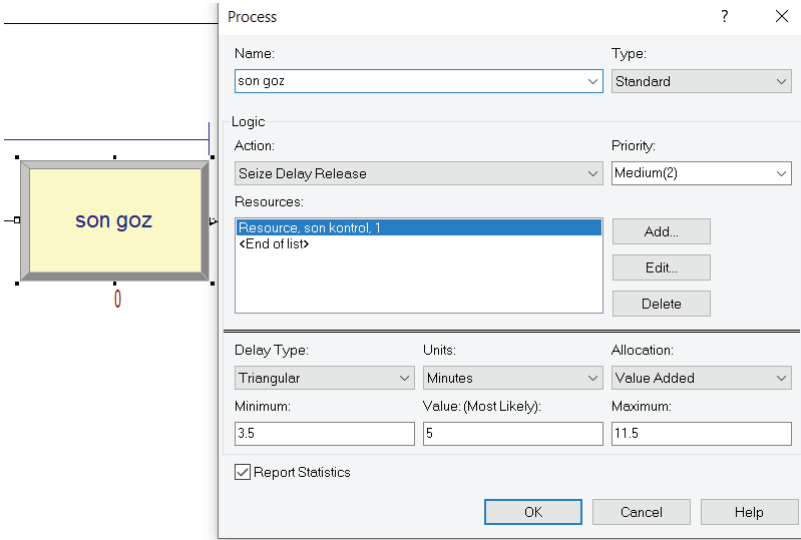 Process
? X
Name: Type:
son goz Standard
Logic
Action: Priority:
Seize Delay Release Medium(2)
Resources:
Resource, son kontrol, 1
<End of list>
Add...
Edit...
Delete
son goz
0
Delay Type: Units: Allocation:
Triangular Minutes Value Added
Minimum: Value: (Most Likely): Maximum:
3.5 5 11.5
Report Statistics
OK Cancel Help